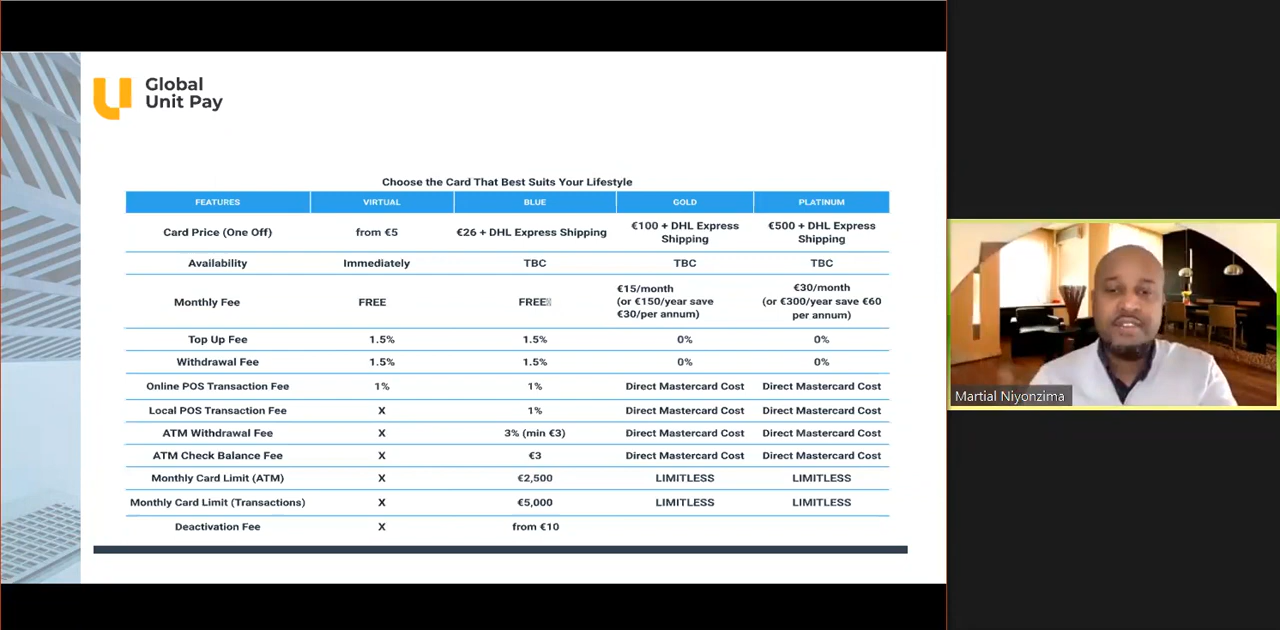 Global
Unit Pay
Choose the Card That Best Suits Your Lifestyle
FEATURES VIRTUAL BLUE GOLD PLATINUM
Card Price (One Off) from €5 €26 + DHL Express Shipping €100 + DHL Express Shipping €500 + DHL Express Shipping
Availability Immediately TBC TBC TBC
Monthly Fee FREE FREE €15/month (or €150/year save €30/per annum) €30/month (or €300/year save €60 per annum)
Top Up Fee 1.5% 1.5% 0% 0%
Withdrawal Fee 1.5% 1.5% 0% 0%
Online POS Transaction Fee 1% 1% Direct Mastercard Cost Direct Mastercard Cost
Local POS Transaction Fee X 1% Direct Mastercard Cost Direct Mastercard Cost
ATM Withdrawal Fee X 3% (min €3) Direct Mastercard Cost Direct Mastercard Cost
ATM Check Balance Fee X €3 Direct Mastercard Cost Direct Mastercard Cost
Monthly Card Limit (ATM) X €2,500 LIMITLESS LIMITLESS
Monthly Card Limit (Transactions) X €5,000 LIMITLESS LIMITLESS
Deactivation Fee X from €10
Martial Niyonzima